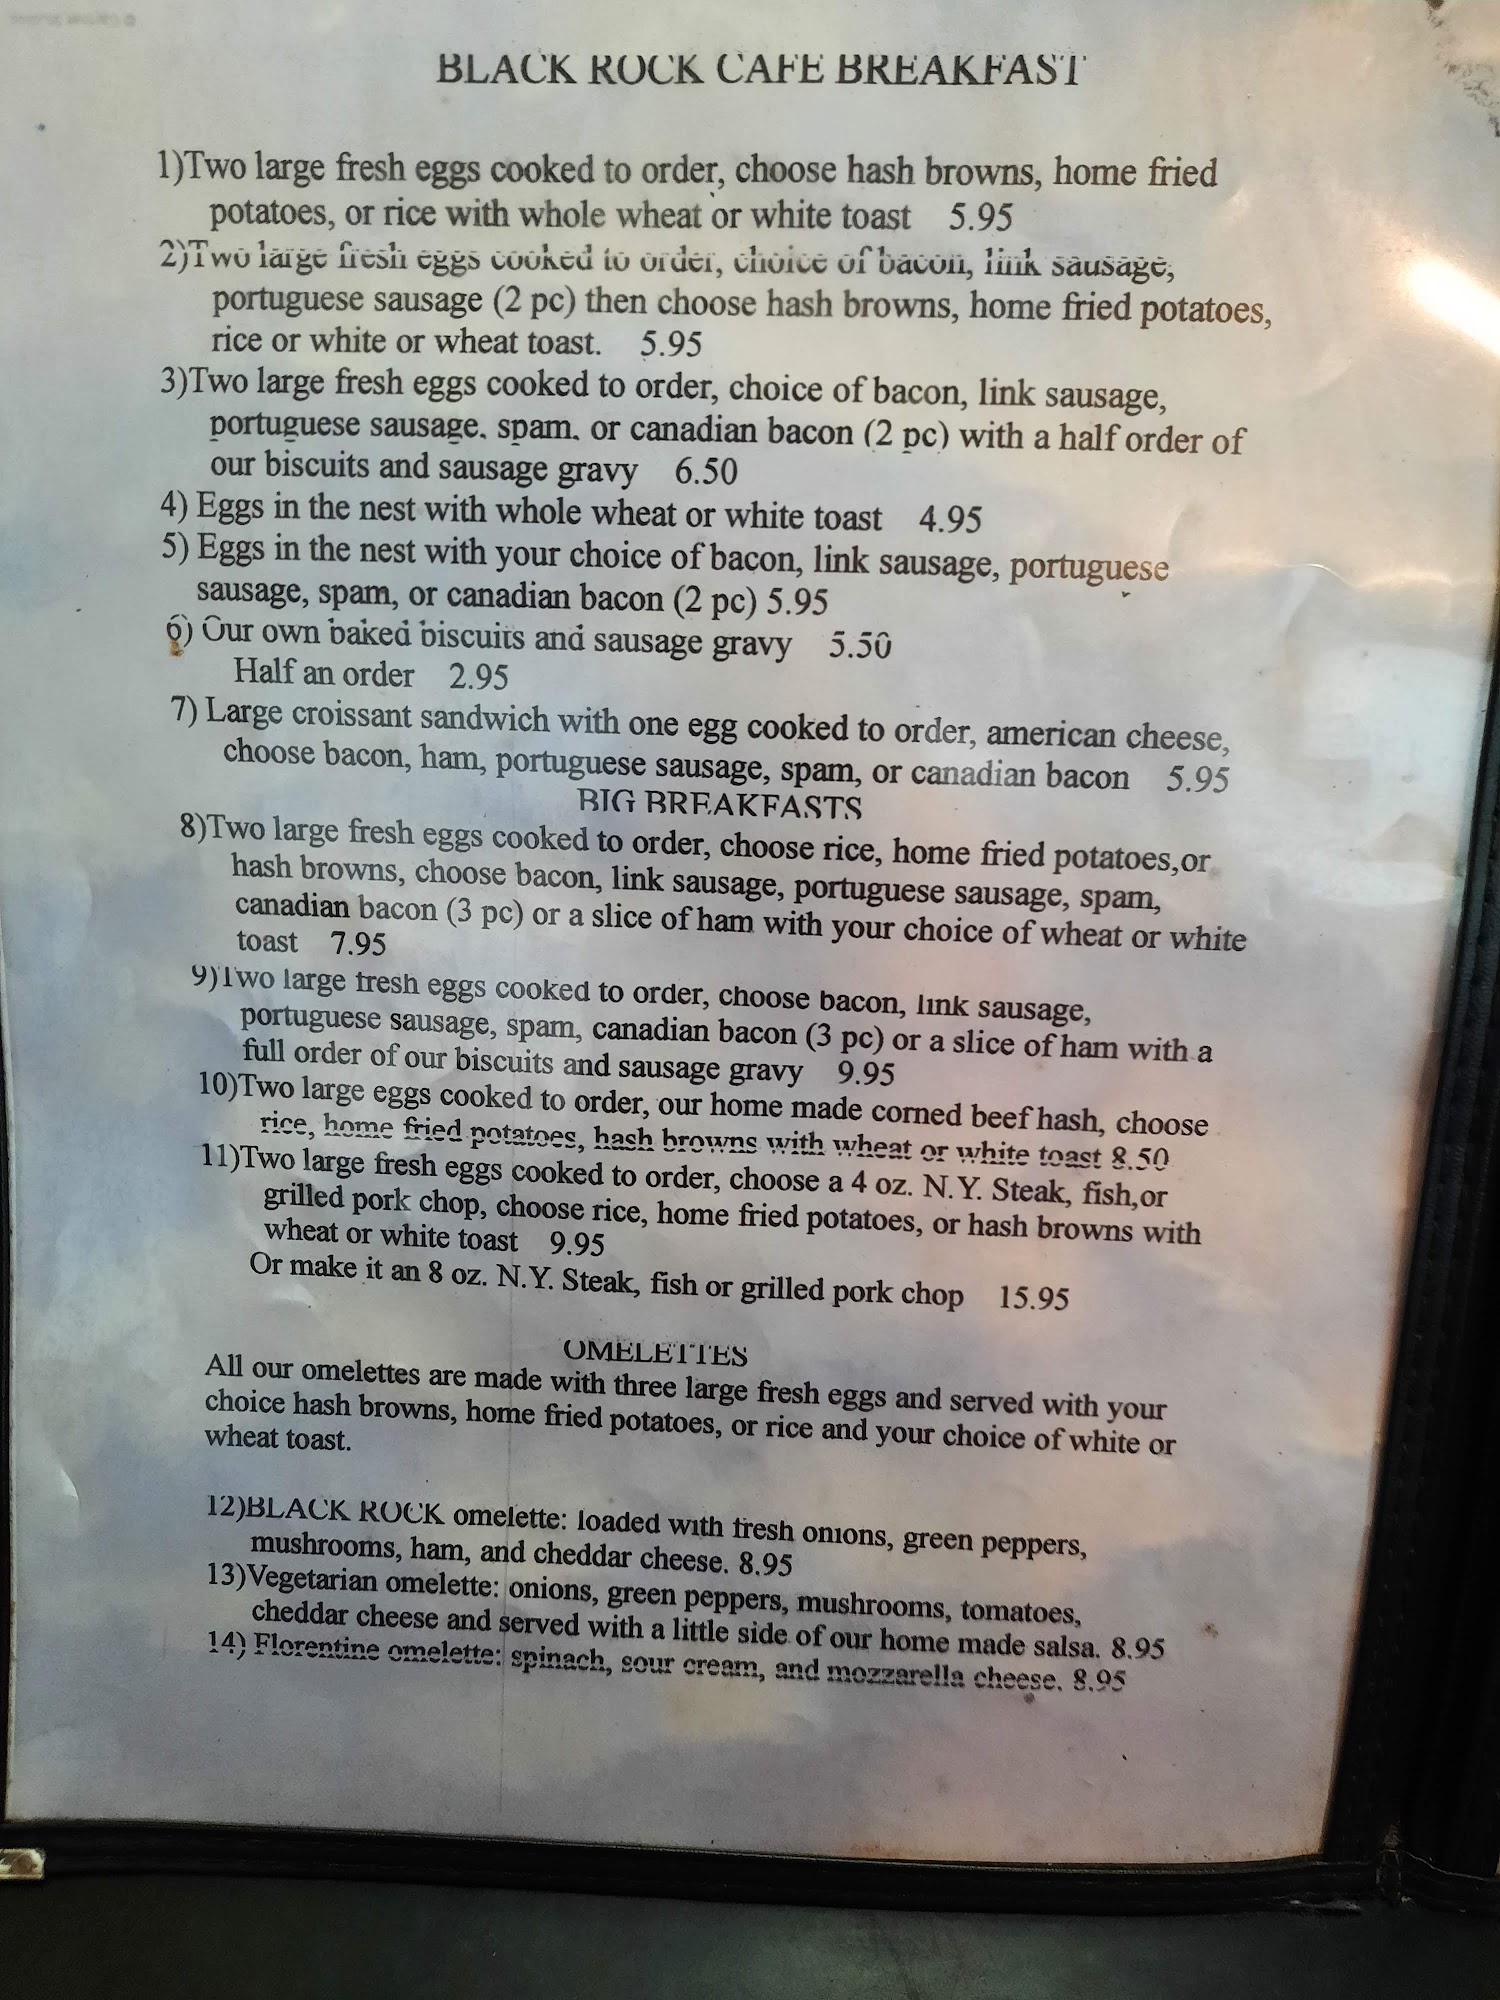 BLACK ROCK CAFE BREAKFAST
1)Two large fresh eggs cooked to order, choose hash browns, home fried
potatoes, or rice with whole wheat or white toast 5.95
2)Two large fresh eggs cooked to order, choice of bacon, link sausage,
portuguese sausage (2 pc) then choose hash browns, home fried potatoes,
rice or white or wheat toast. 5.95
3)Two large fresh eggs cooked to order, choice of bacon, link sausage,
portuguese sausage, spam, or canadian bacon (2 pc) with a half order of
our biscuits and sausage gravy 6.50
4) Eggs in the nest with whole wheat or white toast 4.95
5) Eggs in the nest with your choice of bacon, link sausage, portuguese
sausage, spam, or canadian bacon (2 pc) 5.95
6) Our own baked biscuits and sausage gravy 5.50
Half an order 2.95
7) Large croissant sandwich with one egg cooked to order, american cheese,
choose bacon, ham, portuguese sausage, spam, or canadian bacon 5.95
BIG BREAKFASTS
8)Two large fresh eggs cooked to order, choose rice, home fried potatoes,or
hash browns, choose bacon, link sausage, portuguese sausage, spam,
canadian bacon (3 pc) or a slice of ham with your choice of wheat or white
toast 7.95
9)Two large fresh eggs cooked to order, choose bacon, link sausage,
portuguese sausage, spam, canadian bacon (3 pc) or a slice of ham with a
full order of our biscuits and sausage gravy 9.95
10)Two large eggs cooked to order, our home made corned beef hash, choose
rice, home fried potatoes, hash browns with wheat or white toast 8.50
11)Two large fresh eggs cooked to order, choose a 4 oz. N.Y. Steak, fish,or
grilled pork chop, choose rice, home fried potatoes, or hash browns with
wheat or white toast 9.95
Or make it an 8 oz. N.Y. Steak, fish or grilled pork chop 15.95
OMELETTES
All our omelettes are made with three large fresh eggs and served with your
choice hash browns, home fried potatoes, or rice and your choice of white or
wheat toast.
12)BLACK ROCK omelette: loaded with fresh onions, green peppers,
mushrooms, ham, and cheddar cheese. 8.95
13)Vegetarian omelette: onions, green peppers, mushrooms, tomatoes,
cheddar cheese and served with a little side of our home made salsa. 8.95
14) Florentine omelette: spinach, sour cream, and mozzarella cheese. 8.95